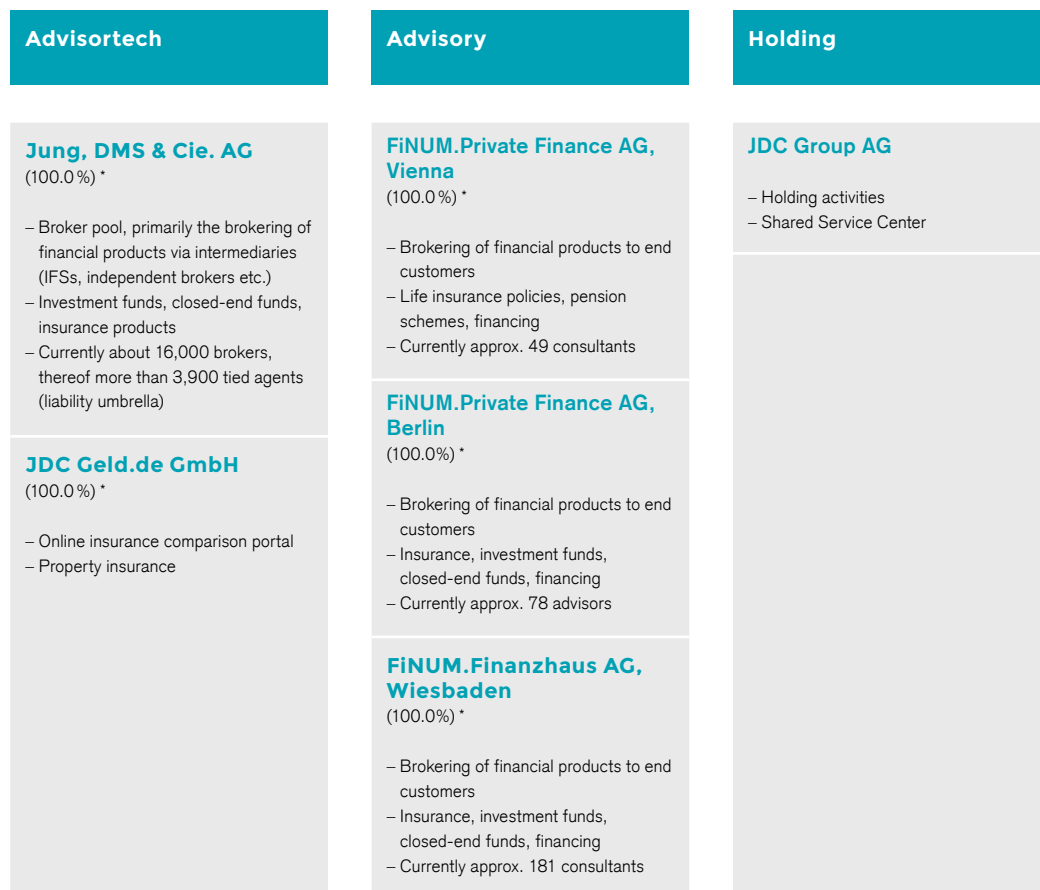 Advisortech
Jung, DMS & Cie. AG
(100.0 %) *
– Broker pool, primarily the brokering of
financial products via intermediaries
(IFSs, independent brokers etc.)
– Investment funds, closed-end funds,
insurance products
– Currently about 16,000 brokers,
thereof more than 3,900 tied agents
(liability umbrella)
JDC Geld.de GmbH
(100.0 %) *
– Online insurance comparison portal
– Property insurance
Advisory
FiNUM.Private Finance AG,
Vienna
(100.0 %) *
– Brokering of financial products to end
customers
– Life insurance policies, pension
schemes, financing
– Currently approx. 49 consultants
FiNUM.Private Finance AG,
Berlin
(100.0%) *
– Brokering of financial products to end
customers
– Insurance, investment funds,
closed-end funds, financing
– Currently approx. 78 advisors
FiNUM.Finanzhaus AG,
Wiesbaden
(100.0%) *
– Brokering of financial products to end
customers
– Insurance, investment funds,
closed-end funds, financing
– Currently approx. 181 consultants
Holding
JDC Group AG
– Holding activities
– Shared Service Center